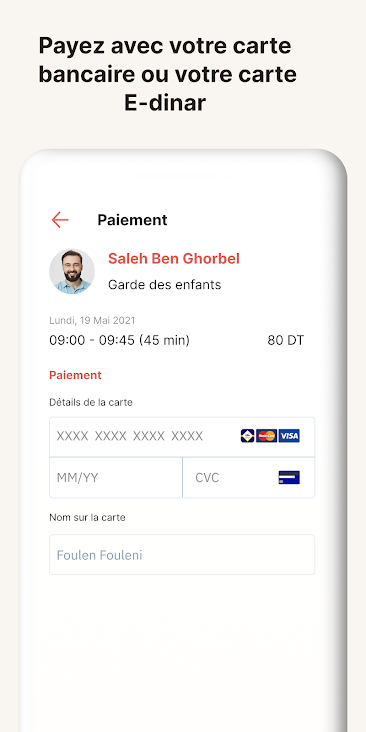 Payez avec votre carte
bancaire ou votre carte
E-dinar
Paiement
Saleh Ben Ghorbel
Garde des enfants
Lundi, 19 Mai 2021
09:00 - 09:45 (45 min) 80 DT
Paiement
Détails de la carte
XXXX XXXX XXXX XXXX MasterCard VISA
MM/YY CVC
Nom sur la carte
Foulen Fouleni